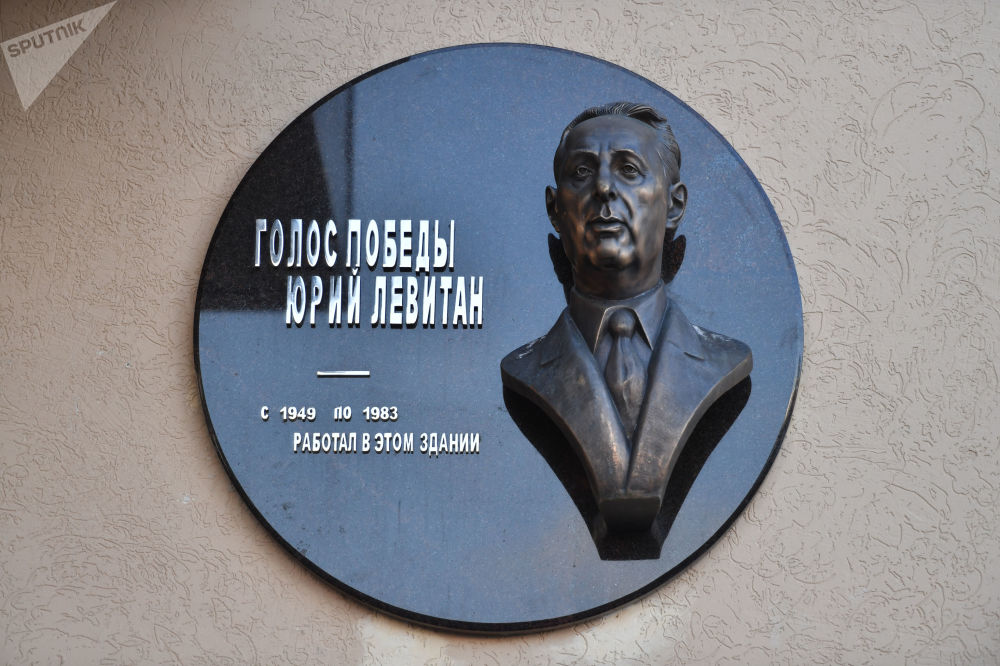 SPUTNIK
ГОЛОС ПОБЕДЫ
ЮРИЙ ЛЕВИТАН
С 1949 ПО 1983
РАБОТАЛ В ЭТОМ ЗДАНИИ